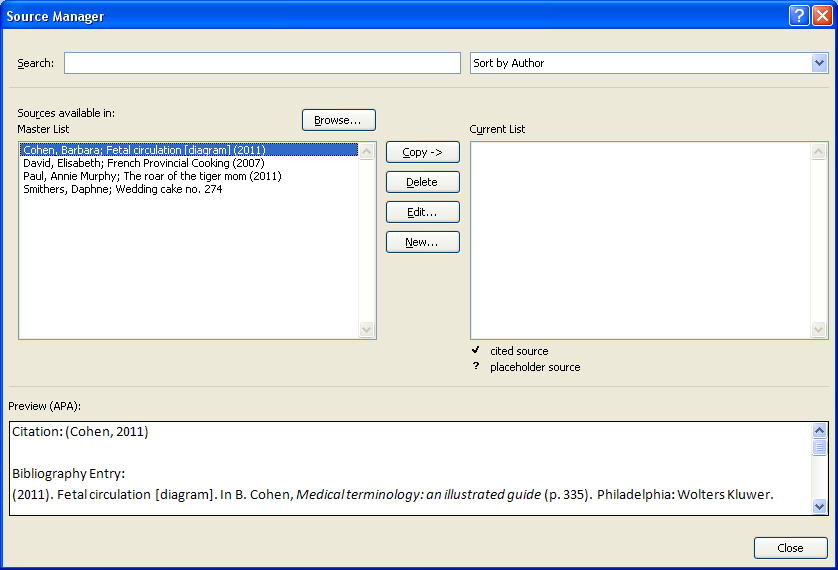 Source Manager
Search:
Sort by Author
Sources available in:
Master List
Browse...
Current List
Cohen, Barbara; Fetal circulation [diagram] (2011)
David, Elisabeth; French Provincial Cooking (2007)
Paul, Annie Murphy; The roar of the tiger mom (2011)
Smithers, Daphne; Wedding cake no. 274
Copy ->
Delete
Edit...
New...
✓ cited source
? placeholder source
Preview (APA):
Citation: (Cohen, 2011)
Bibliography Entry:
(2011). Fetal circulation [diagram]. In B. Cohen, Medical terminology: an illustrated guide (p. 335). Philadelphia: Wolters Kluwer.
Close